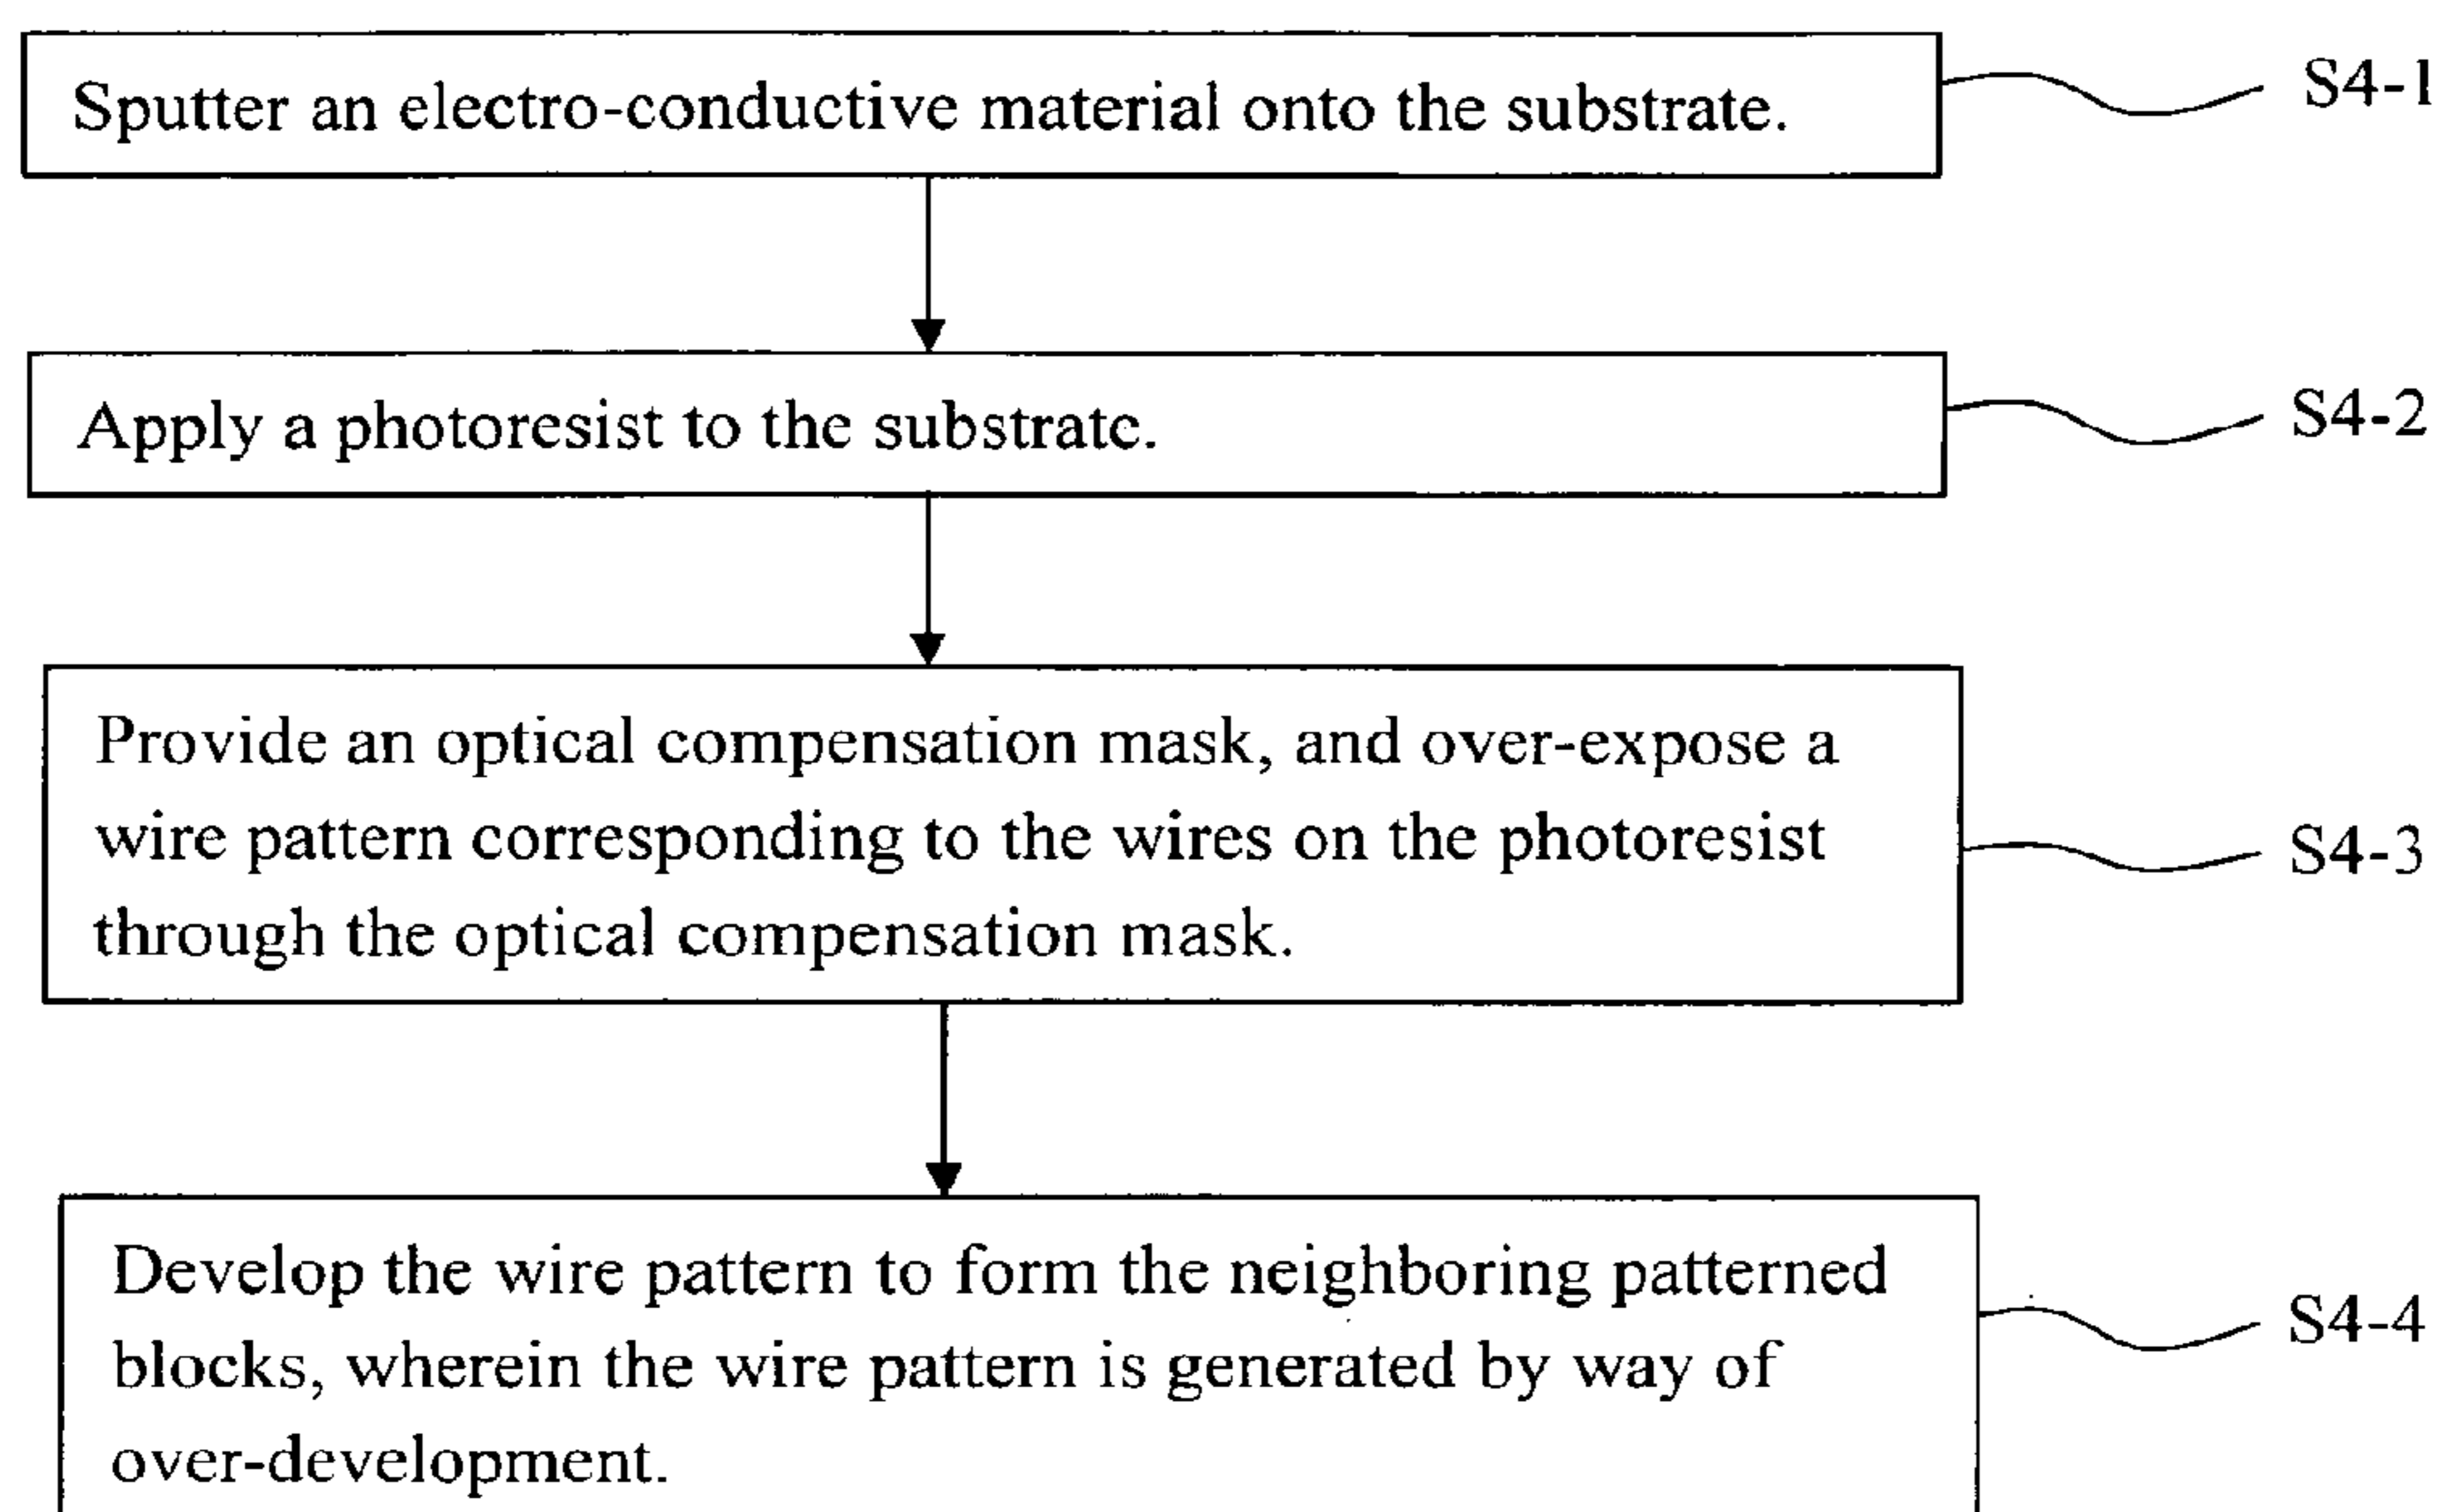 Sputter an electro-conductive material onto the substrate.
S4-1
Apply a photoresist to the substrate.
S4-2
Provide an optical compensation mask, and over-expose a
wire pattern corresponding to the wires on the photoresist
through the optical compensation mask.
S4-3
Develop the wire pattern to form the neighboring patterned
blocks, wherein the wire pattern is generated by way of
over-development.
S4-4